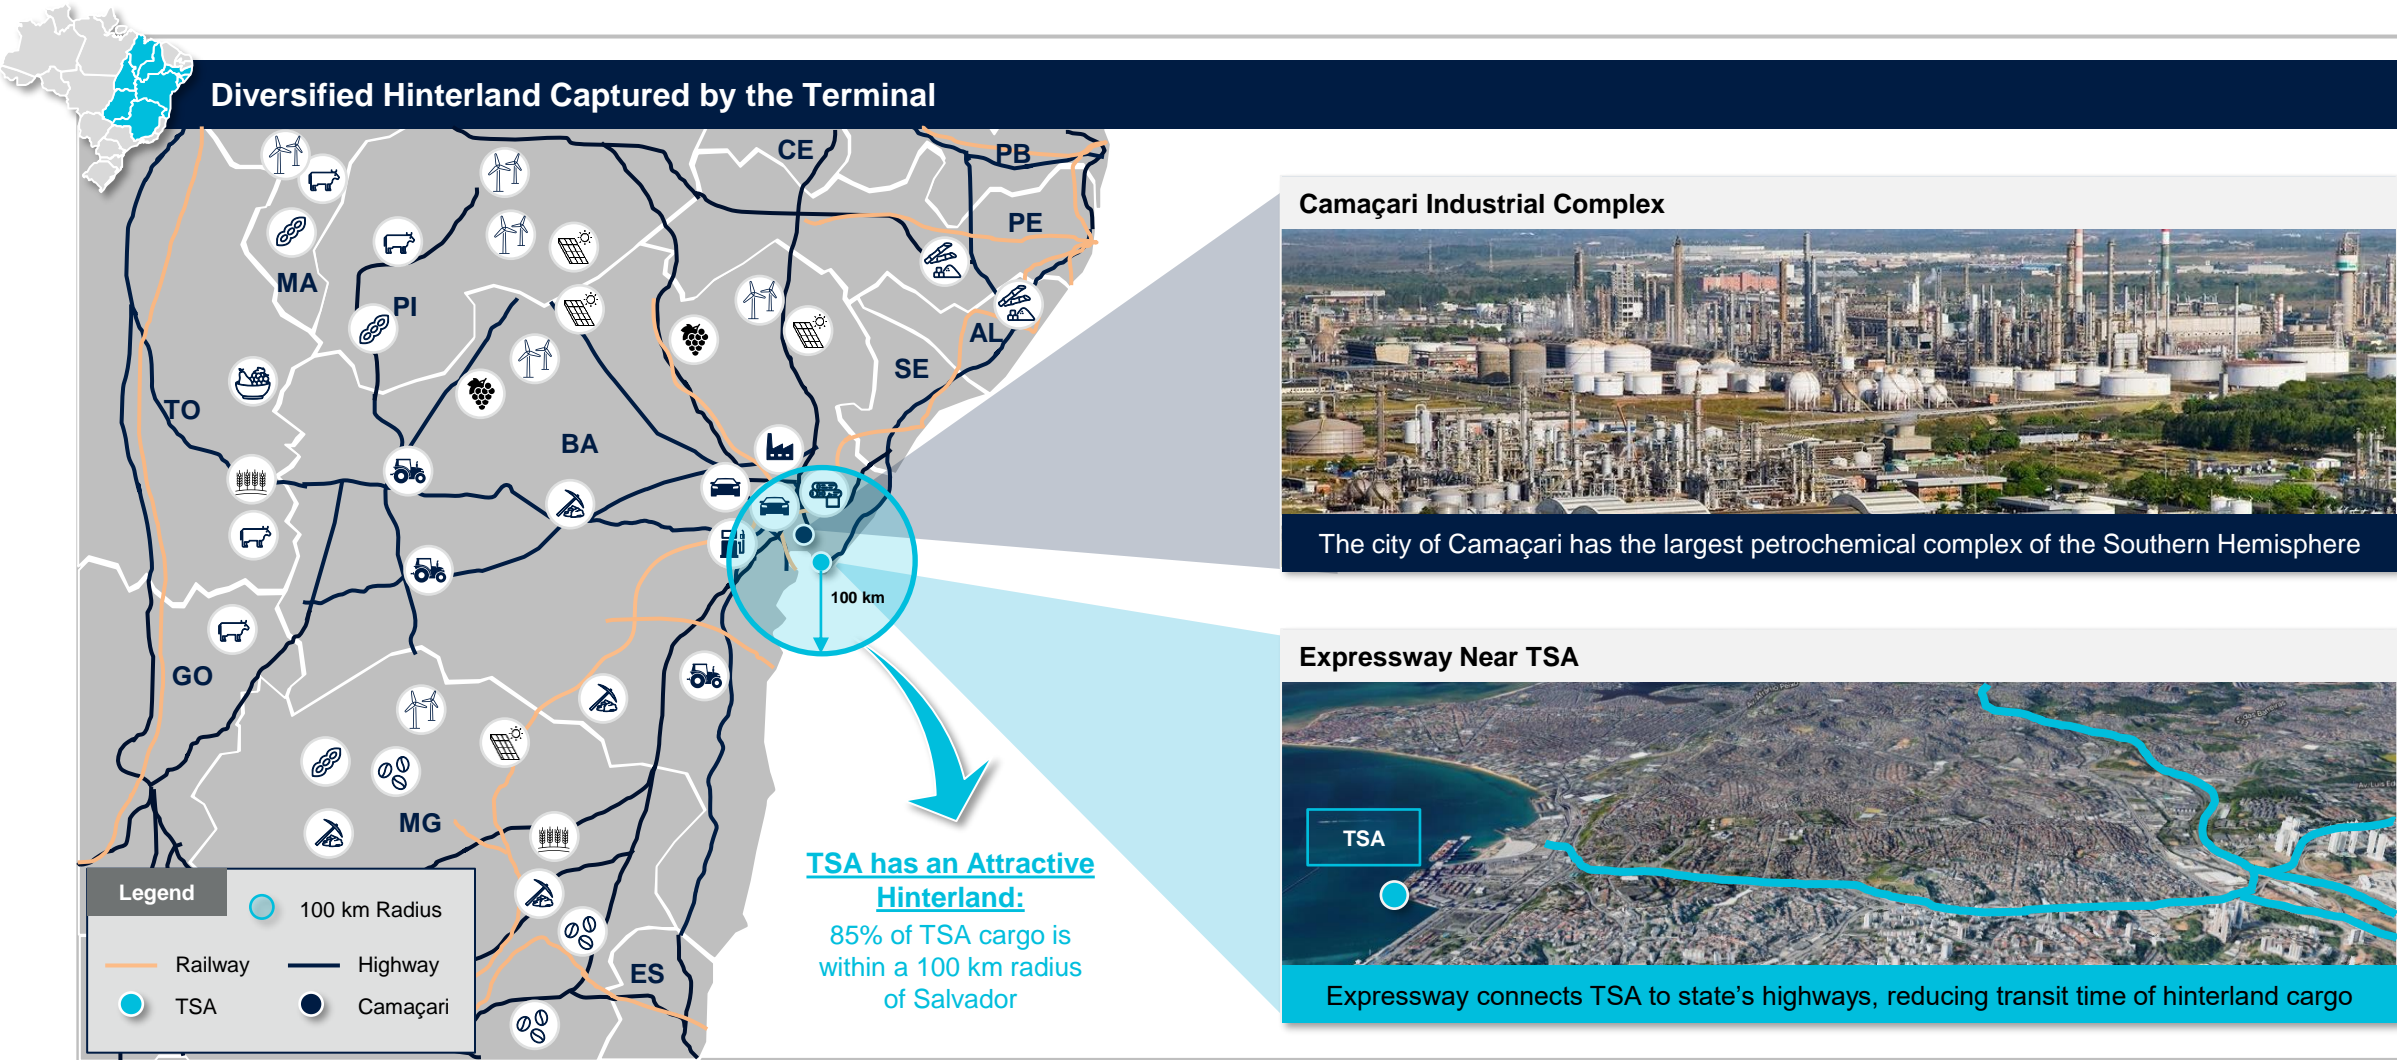 Diversified Hinterland Captured by the Terminal
CE
PB
PE
MA
PI
AL
SE
TO
BA
GO
MG
ES
100 km
Legend
100 km Radius
Railway
Highway
TSA
Camaçari
TSA has an Attractive
Hinterland:
85% of TSA cargo is
within a 100 km radius
of Salvador
Camaçari Industrial Complex
The city of Camaçari has the largest petrochemical complex of the Southern Hemisphere
Expressway Near TSA
TSA
Expressway connects TSA to state’s highways, reducing transit time of hinterland cargo